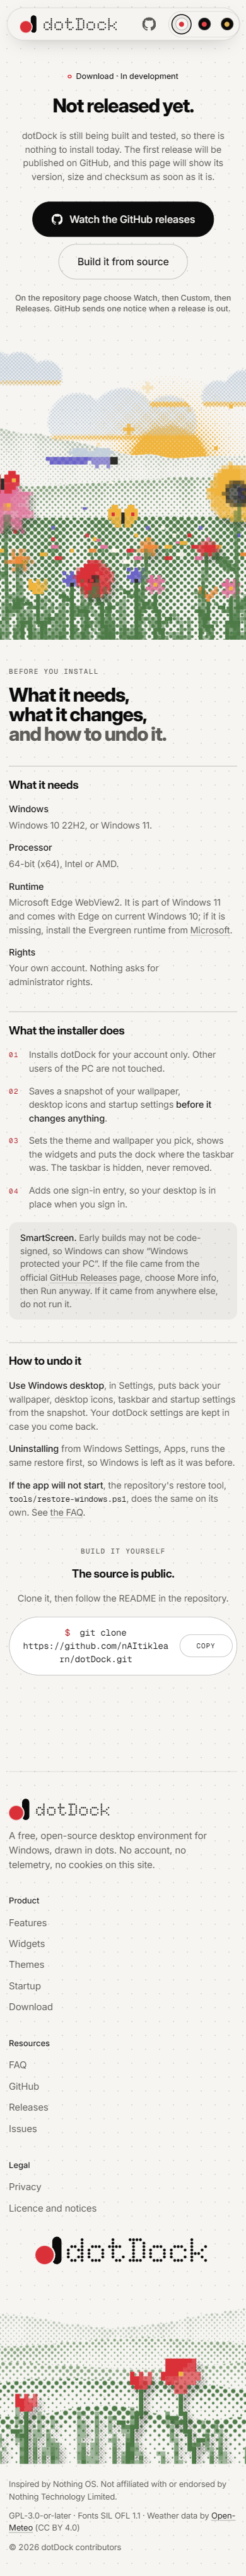 dotDock
Download · In development
Not released yet.
dotDock is still being built and tested, so there is
nothing to install today. The first release will be
published on GitHub, and this page will show its
version, size and checksum as soon as it is.
Watch the GitHub releases
Build it from source
On the repository page choose Watch, then Custom, then
Releases. GitHub sends one notice when a release is out.
BEFORE YOU INSTALL
What it needs,
what it changes,
and how to undo it.
What it needs
Windows
Windows 10 22H2, or Windows 11.
Processor
64-bit (x64), Intel or AMD.
Runtime
Microsoft Edge WebView2. It is part of Windows 11
and comes with Edge on current Windows 10; if it is
missing, install the Evergreen runtime from Microsoft.
Rights
Your own account. Nothing asks for
administrator rights.
What the installer does
01 Installs dotDock for your account only. Other
users of the PC are not touched.
02 Saves a snapshot of your wallpaper,
desktop icons and startup settings before it
changes anything.
03 Sets the theme and wallpaper you pick, shows
the widgets and puts the dock where the taskbar
was. The taskbar is hidden, never removed.
04 Adds one sign-in entry, so your desktop is in
place when you sign in.
SmartScreen. Early builds may not be code-
signed, so Windows can show “Windows
protected your PC”. If the file came from the
official GitHub Releases page, choose More info,
then Run anyway. If it came from anywhere else,
do not run it.
How to undo it
Use Windows desktop, in Settings, puts back your
wallpaper, desktop icons, taskbar and startup settings
from the snapshot. Your dotDock settings are kept in
case you come back.
Uninstalling from Windows Settings, Apps, runs the
same restore first, so Windows is left as it was before.
If the app will not start, the repository's restore tool,
tools/restore-windows.ps1, does the same on its
own. See the FAQ.
BUILD IT YOURSELF
The source is public.
Clone it, then follow the README in the repository.
$ git clone
https://github.com/nAItiklea
rn/dotDock.git
COPY
dotDock
A free, open-source desktop environment for
Windows, drawn in dots. No account, no
telemetry, no cookies on this site.
Product
Features
Widgets
Themes
Startup
Download
Resources
FAQ
GitHub
Releases
Issues
Legal
Privacy
Licence and notices
dotDock
Inspired by Nothing OS. Not affiliated with or endorsed by
Nothing Technology Limited.
GPL-3.0-or-later · Fonts SIL OFL 1.1 · Weather data by Open-
Meteo (CC BY 4.0)
© 2026 dotDock contributors